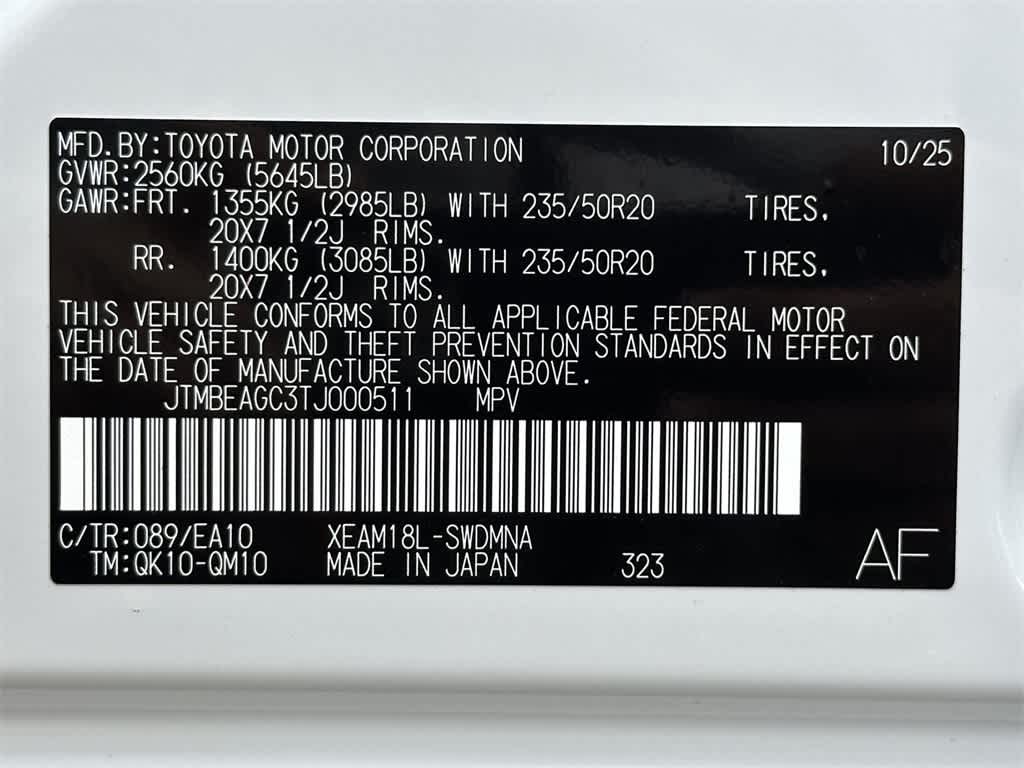 MFD.BY:TOYOTA MOTOR CORPORATION 10/25
GVWR:2560KG (5645LB)
GAWR:FRT. 1355KG (2985LB) WITH 235/50R20 TIRES,
20X7 1/2J RIMS.
RR. 1400KG (3085LB) WITH 235/50R20 TIRES,
20X7 1/2J RIMS.
THIS VEHICLE CONFORMS TO ALL APPLICABLE FEDERAL MOTOR
VEHICLE SAFETY AND THEFT PREVENTION STANDARDS IN EFFECT ON
THE DATE OF MANUFACTURE SHOWN ABOVE.
JTMBEAGC3TJ000511 MPV
C/TR:089/EA10 XEAM18L-SWDMNA
TM:QK10-QM10 MADE IN JAPAN 323 AF